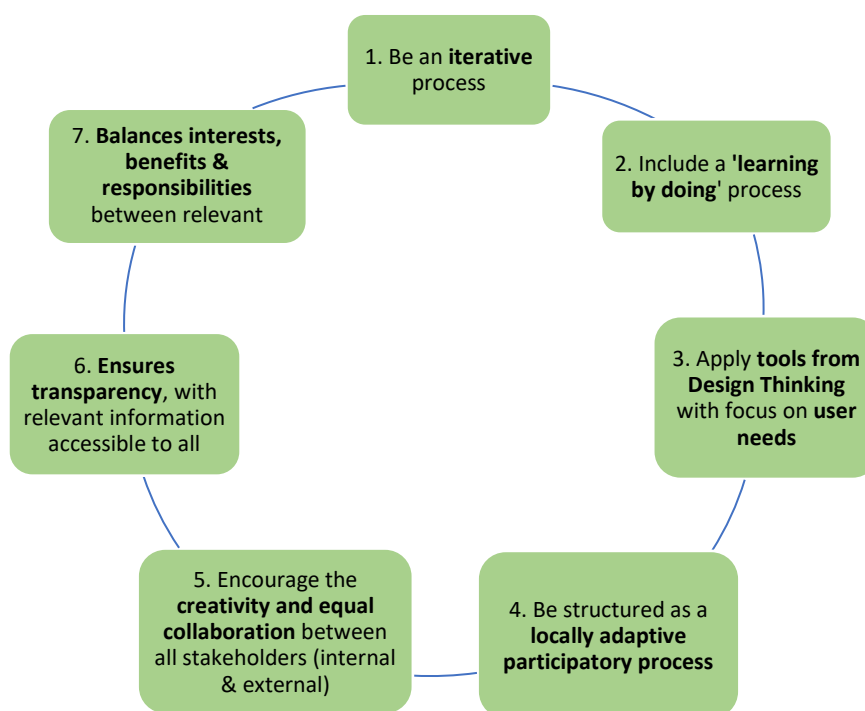 1. Be an iterative
process
2. Include a 'learning
by doing' process
3. Apply tools from
Design Thinking
with focus on user
needs
4. Be structured as a
locally adaptive
participatory process
5. Encourage the
creativity and equal
collaboration between
all stakeholders (internal
& external)
6. Ensures
transparency, with
relevant information
accessible to all
7. Balances interests,
benefits &
responsibilities
between relevant